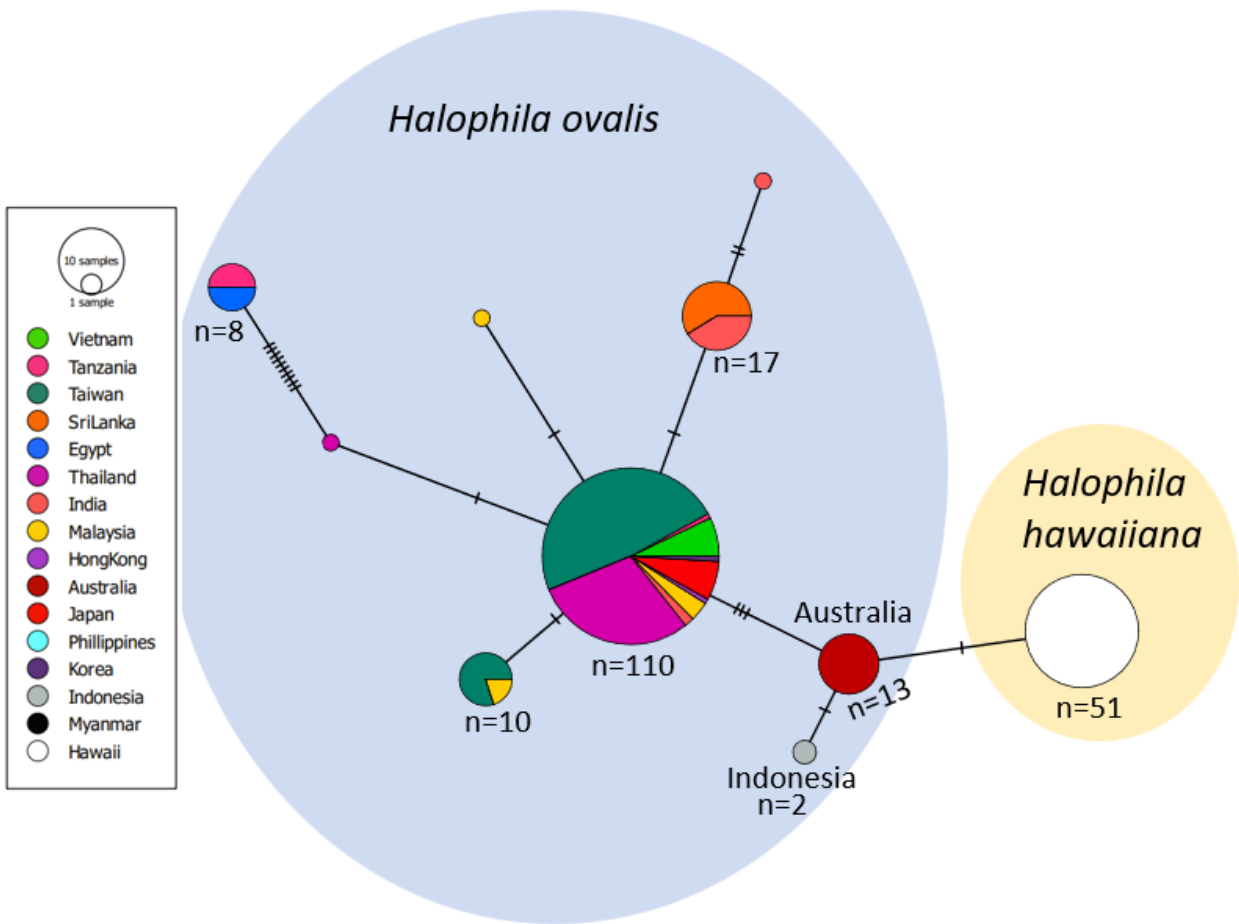 Halophila ovalis
10 samples
1 sample
Vietnam
Tanzania
Taiwan
SriLanka
Egypt
Thailand
India
Malaysia
HongKong
Australia
Japan
Phillippines
Korea
Indonesia
Myanmar
Hawaii
n=8
n=17
n=110
n=10
Australia
n=13
Indonesia
n=2
Halophila
hawaiiana
n=51